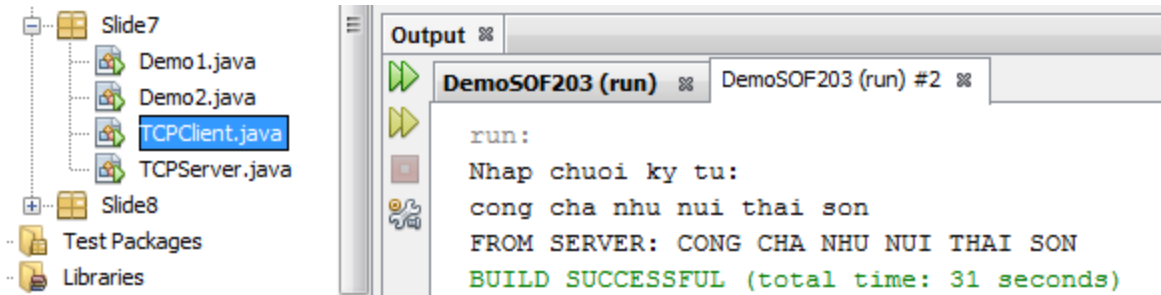 Slide7
Demo1.java
Demo2.java
TCPClient.java
TCPServer.java
Slide8
Test Packages
Libraries
Output
DemoSOF203 (run) DemoSOF203 (run) #2
run:
Nhap chuoi ky tu:
cong cha nhu nui thai son
FROM SERVER: CONG CHA NHU NUI THAI SON
BUILD SUCCESSFUL (total time: 31 seconds)